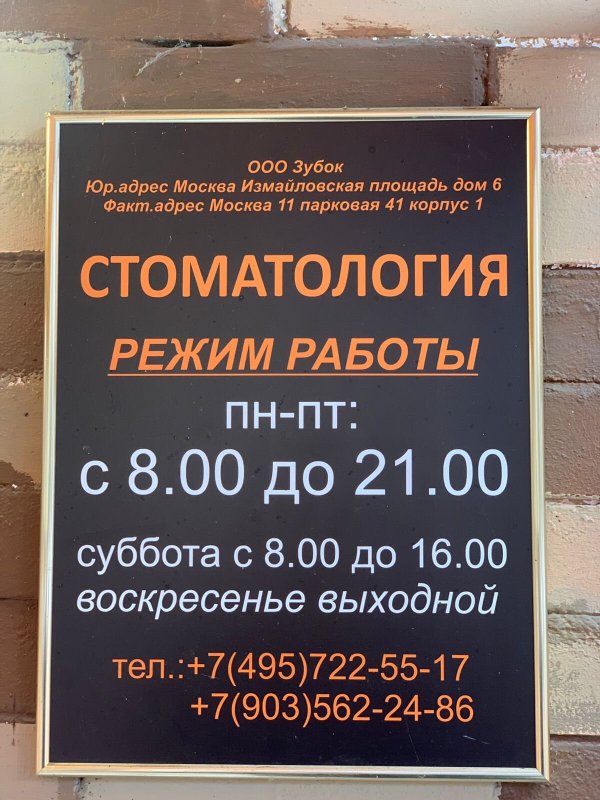 ООО Зубок
Юр.адрес Москва Измайловская площадь дом 6
Факт.адрес Москва 11 парковая 41 корпус 1
СТОМАТОЛОГИЯ
РЕЖИМ РАБОТЫ
пн-пт:
с 8.00 до 21.00
суббота с 8.00 до 16.00
воскресенье выходной
тел.:+7(495)722-55-17
+7(903)562-24-86